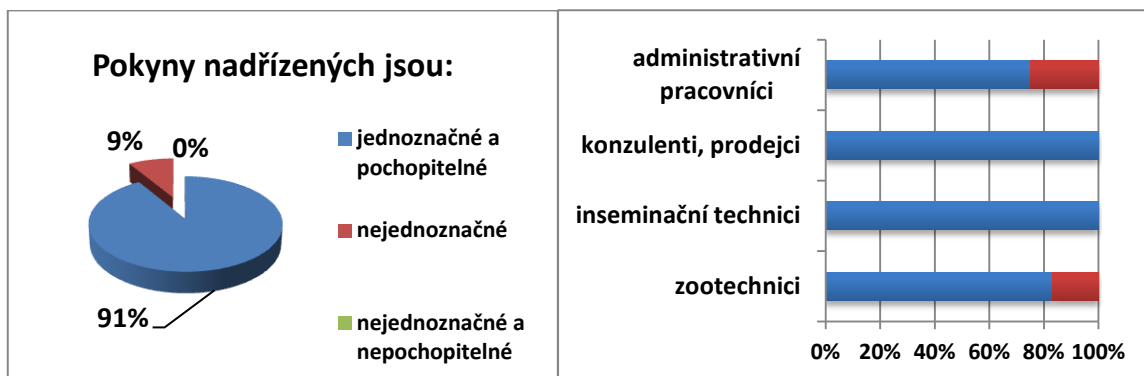 Pokyny nadřízených jsou:
9%
0%
91%
jednoznačné a
pochopitelné
nejednoznačné
nejednoznačné a
nepochopitelné
administrativní
pracovníci
konzulenti, prodejci
inseminační technici
zootechnici
0% 20% 40% 60% 80% 100%